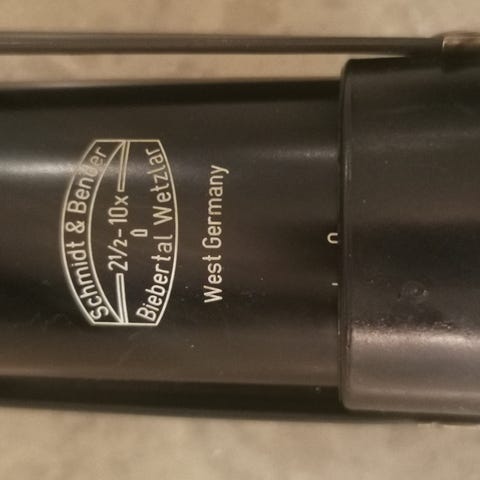 Schmidt & Bender
2½-10x
0
Biebertal Wetzlar
West Germany